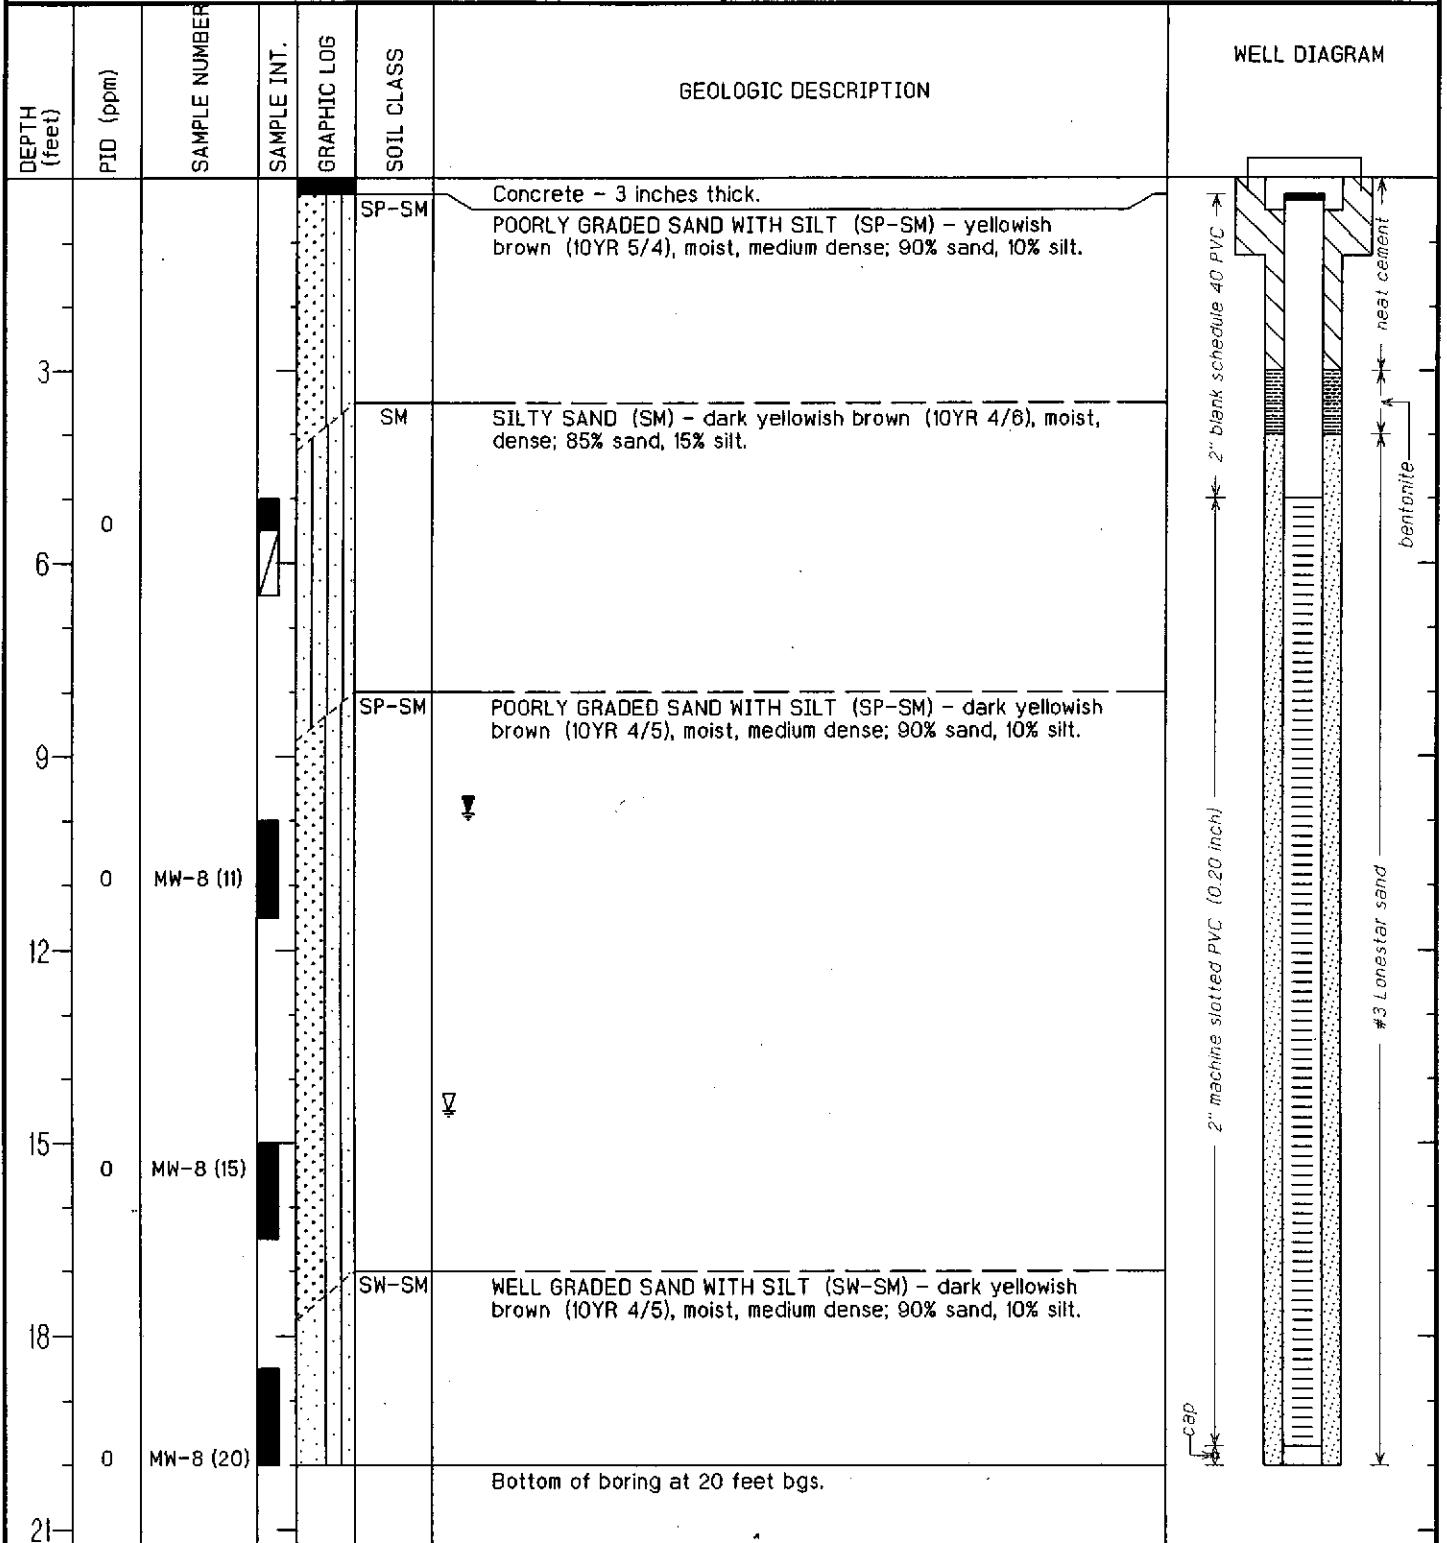 DEPTH
(feet)
PID (ppm)
SAMPLE NUMBER
SAMPLE INT.
GRAPHIC LOG
SOIL CLASS
GEOLOGIC DESCRIPTION
WELL DIAGRAM
Concrete - 3 inches thick.
SP-SM
POORLY GRADED SAND WITH SILT (SP-SM) - yellowish
brown (10YR 5/4), moist, medium dense; 90% sand, 10% silt.
2" blank schedule 40 PVC
neat cement
3
SM
SILTY SAND (SM) - dark yellowish brown (10YR 4/6), moist,
dense; 85% sand, 15% silt.
bentonite
0
6
SP-SM
POORLY GRADED SAND WITH SILT (SP-SM) - dark yellowish
brown (10YR 4/5), moist, medium dense; 90% sand, 10% silt.
9
0
MW-8 (11)
2" machine slotted PVC (0.20 inch)
#3 Lonestar sand
12
15
0
MW-8 (15)
SW-SM
WELL GRADED SAND WITH SILT (SW-SM) - dark yellowish
brown (10YR 4/5), moist, medium dense; 90% sand, 10% silt.
18
cap
0
MW-8 (20)
Bottom of boring at 20 feet bgs.
21